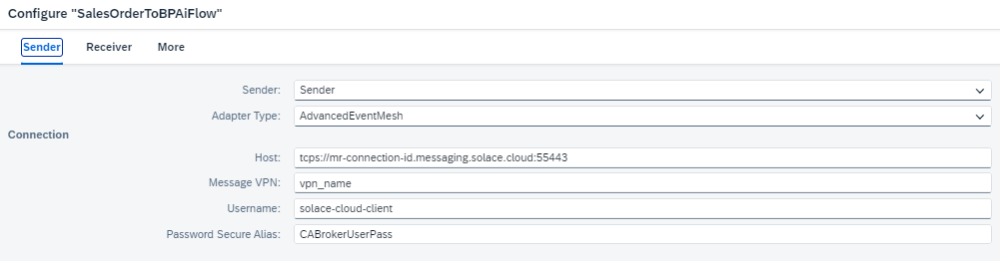 Configure "SalesOrderToBPAiFlow"
Sender Receiver More
Sender: Sender
Adapter Type: AdvancedEventMesh
Connection
Host: tcps://mr-connection-id.messaging.solace.cloud:55443
Message VPN: vpn_name
Username: solace-cloud-client
Password Secure Alias: CABrokerUserPass